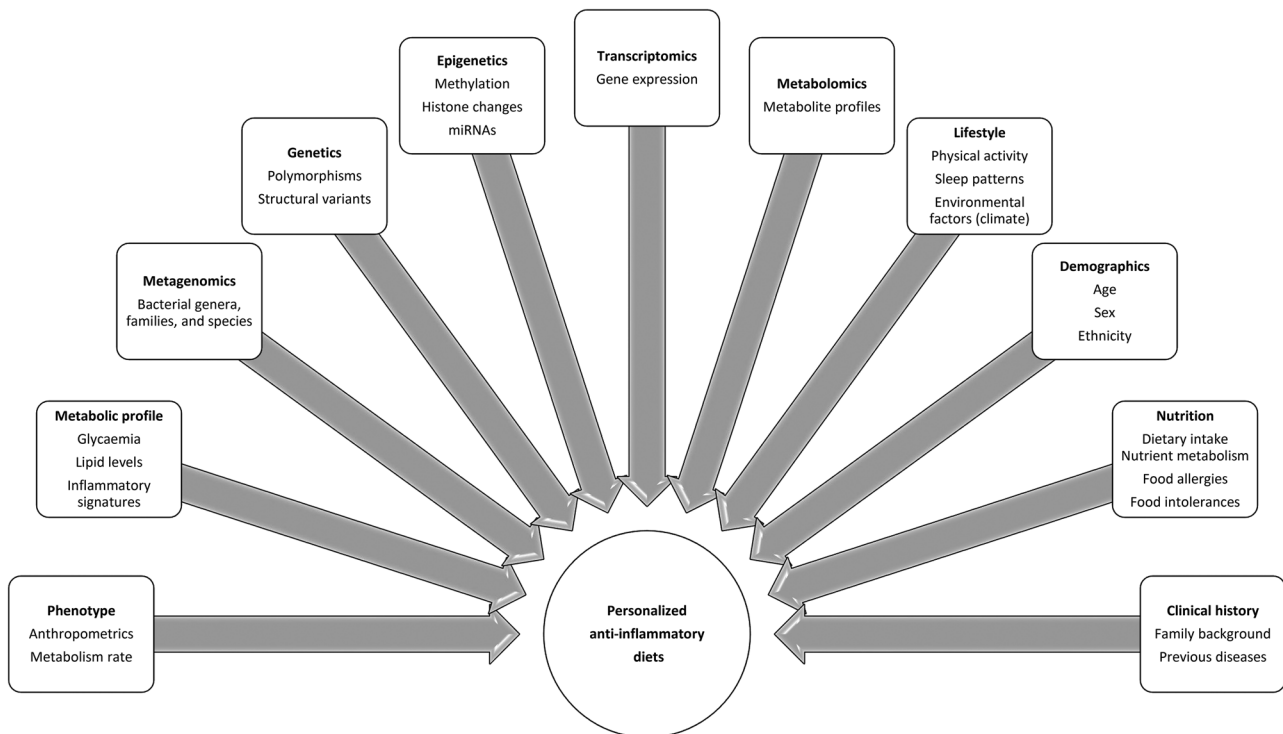 Transcriptomics
Gene expression
Epigenetics
Methylation
Histone changes
miRNAs
Metabolomics
Metabolite profiles
Genetics
Polymorphisms
Structural variants
Lifestyle
Physical activity
Sleep patterns
Environmental
factors (climate)
Metagenomics
Bacterial genera,
families, and species
Demographics
Age
Sex
Ethnicity
Metabolic profile
Glycaemia
Lipid levels
Inflammatory
signatures
Nutrition
Dietary intake
Nutrient metabolism
Food allergies
Food intolerances
Phenotype
Anthropometrics
Metabolism rate
Personalized
anti-inflammatory
diets
Clinical history
Family background
Previous diseases